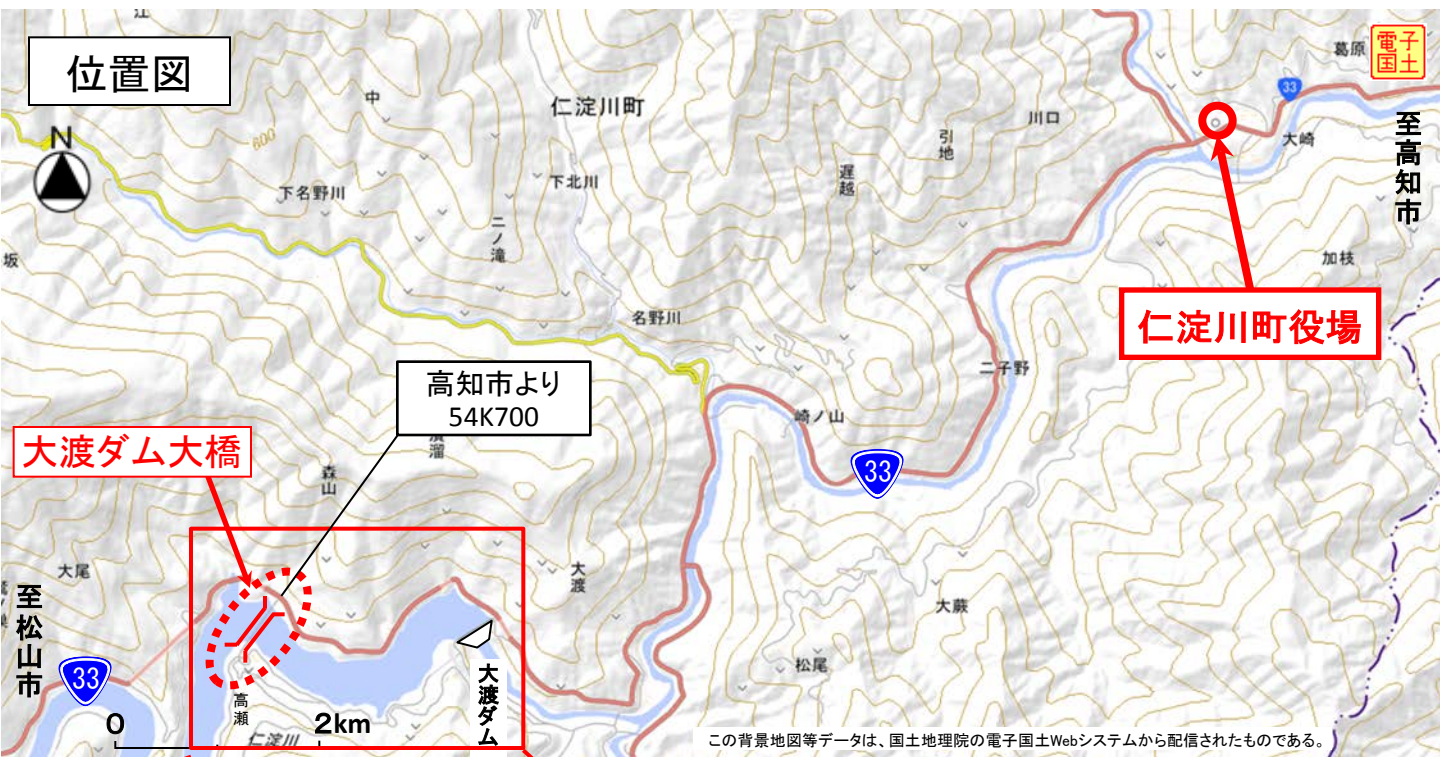 位置図
江
中
仁淀川町
葛原
電子
国土
33
川口
引地
遅越
大崎
至高知市
N
600
下名野川
下北川
二ノ滝
坂
加枝
仁淀川町役場
名野川
二子野
高知市より
54K700
崎ノ山
大渡ダム大橋
森山
33
大尾
大渡
大蕨
至松山市
33
松尾
高瀬
大渡ダム
0
2km
仁淀川
この背景地図等データは、国土地理院の電子国土Webシステムから配信されたものである。